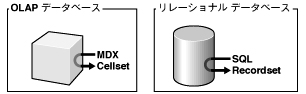 OLAP データベース
MDX
Cellset
リレーショナル データベース
SQL
Recordset